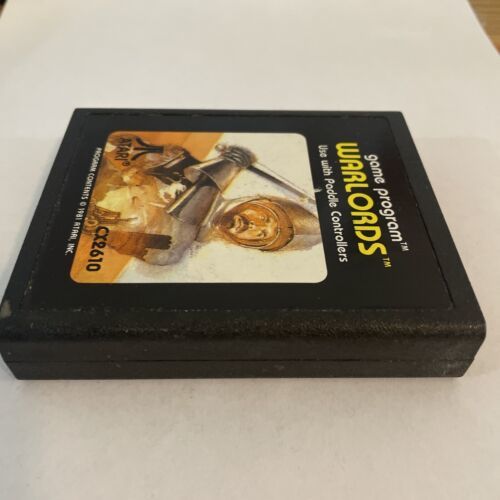 game program™
WARLORDS™
Use with Paddle Controllers
ATARI®
CX2610
PROGRAM CONTENTS © 1981 ATARI, INC.